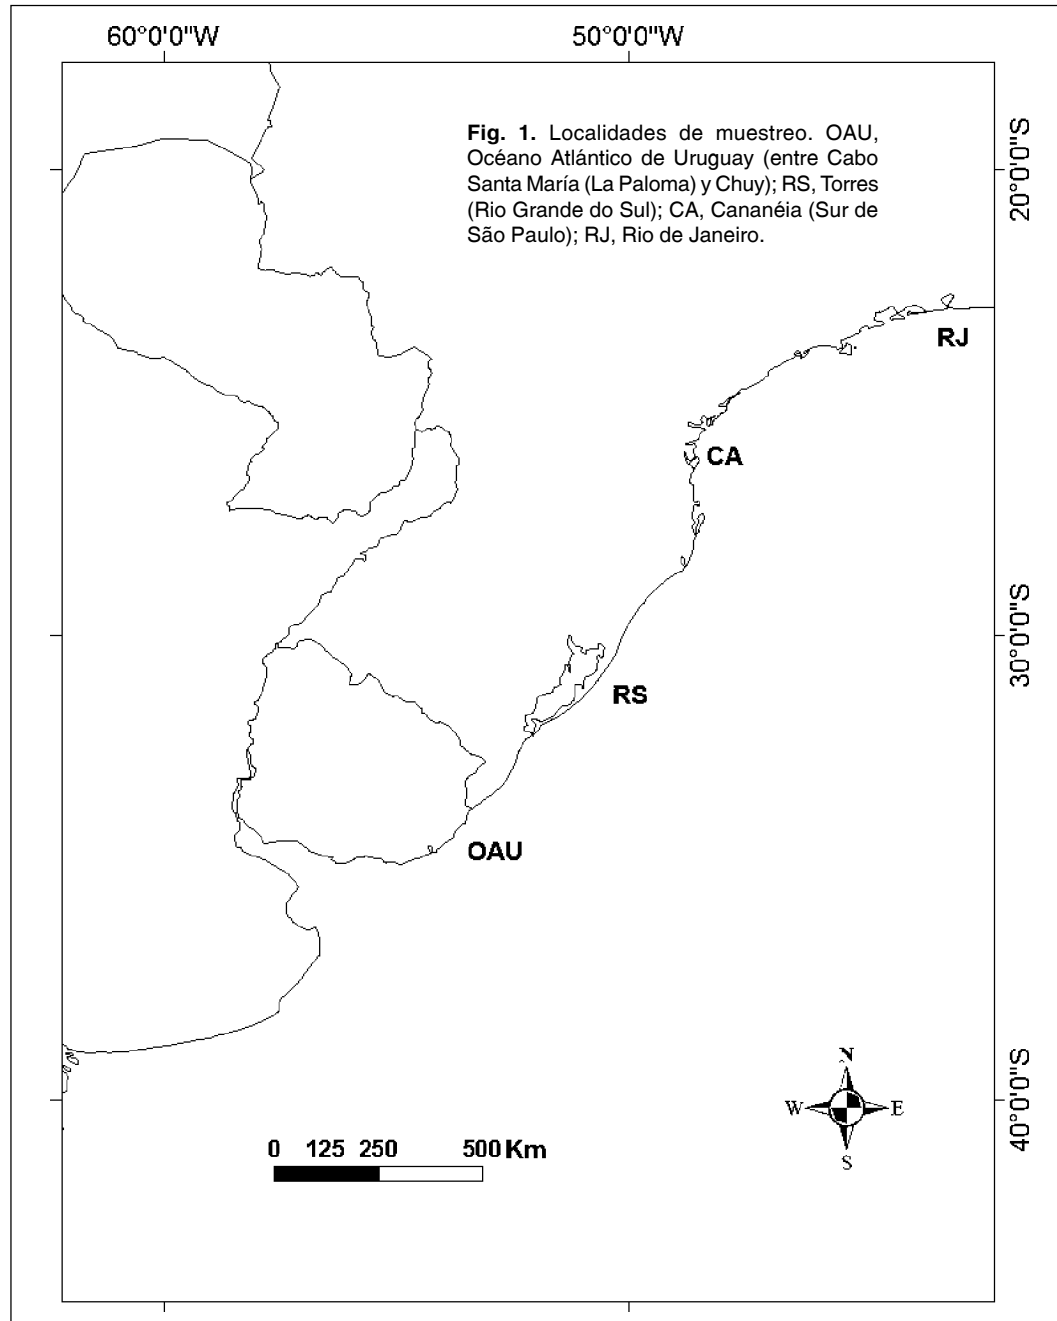 60°0'0"W 50°0'0"W
Fig. 1. Localidades de muestreo. OAU,
Océano Atlántico de Uruguay (entre Cabo
Santa María (La Paloma) y Chuy); RS, Torres
(Rio Grande do Sul); CA, Cananéia (Sur de
São Paulo); RJ, Rio de Janeiro.
20°0'0"S
RJ
CA
30°0'0"S
RS
OAU
40°0'0"S
N
W E
S
0 125 250 500 Km